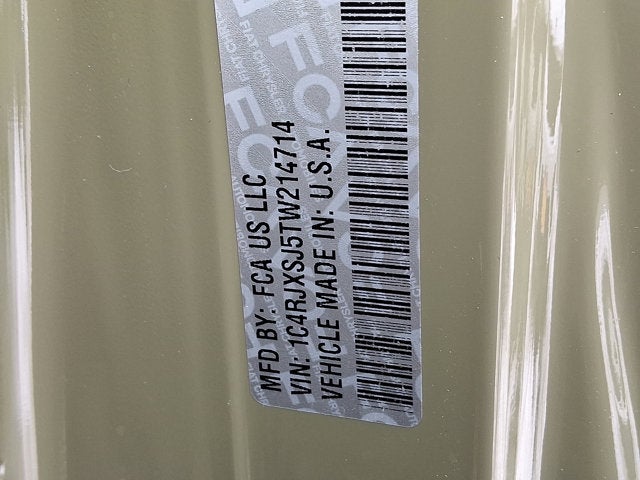 MFD BY: FCA US LLC
VIN: 1C4RJXSJ5TW214714
VEHICLE MADE IN: U.S.A.